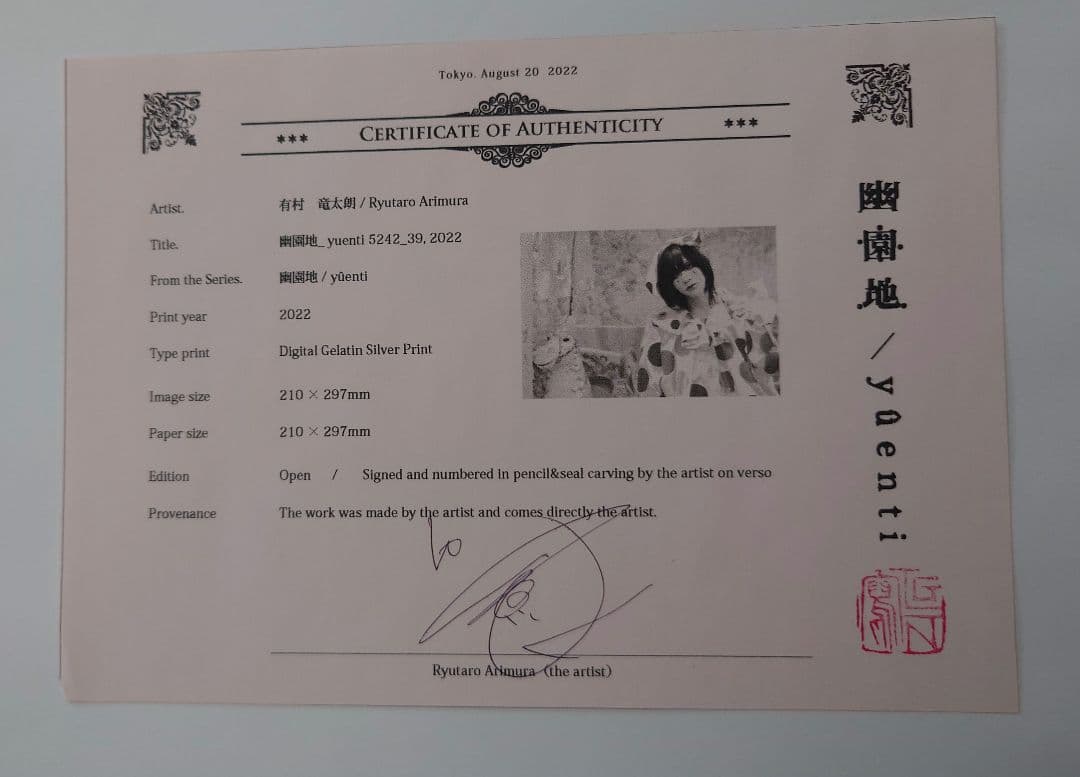 Tokyo. August 20 2022
*** CERTIFICATE OF AUTHENTICITY ***
Artist. 有村 竜太朗 / Ryutaro Arimura
Title. 幽園地_ yuenti 5242_39, 2022
From the Series. 幽園地 / yûenti
Print year 2022
Type print Digital Gelatin Silver Print
Image size 210 × 297mm
Paper size 210 × 297mm
Edition Open / Signed and numbered in pencil&seal carving by the artist on verso
Provenance The work was made by the artist and comes directly the artist.
Ryutaro Arimura (the artist)
幽園地/yûenti